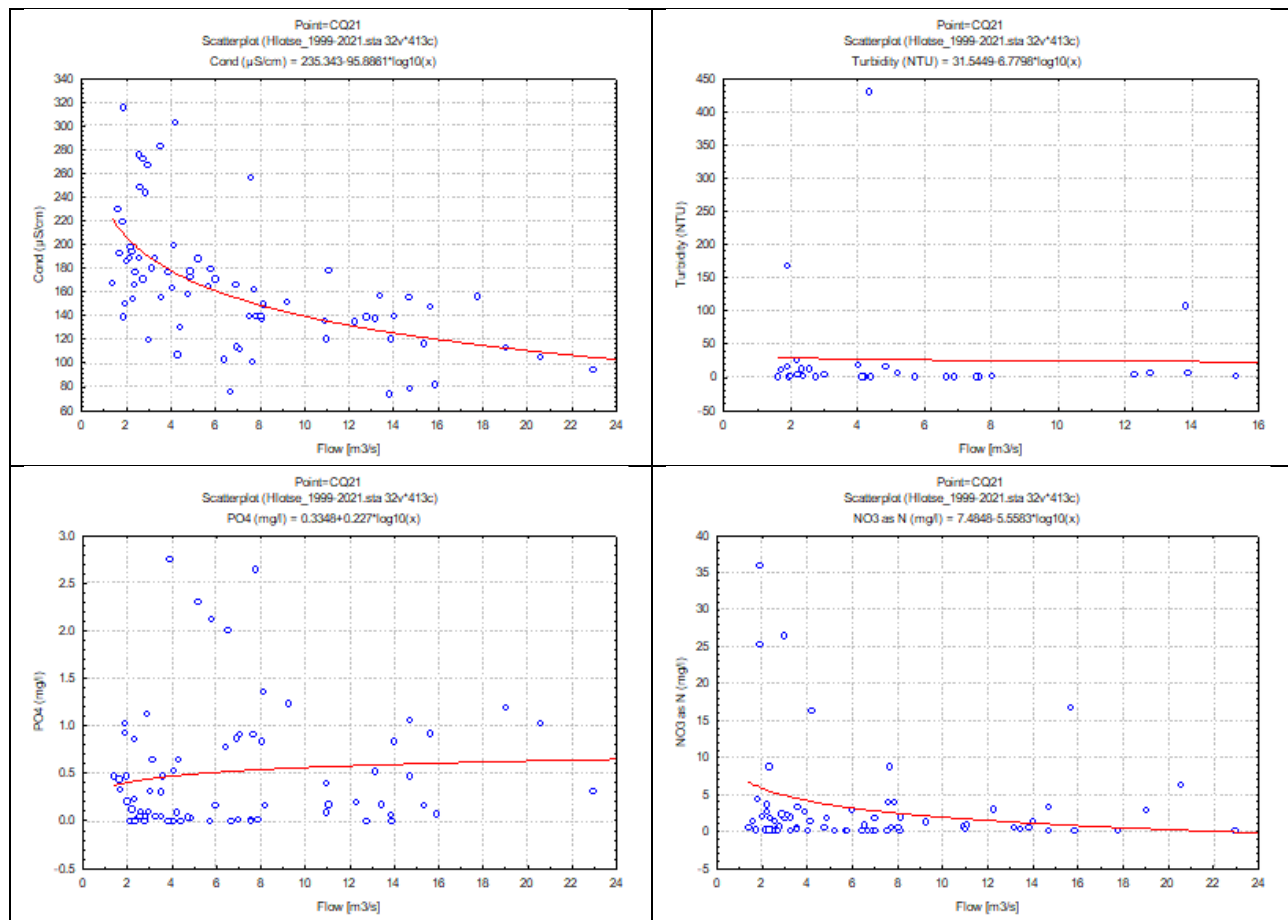 Point=CQ21
Scatterplot (Hlotse_1999-2021.sta 32v*413c)
Cond (µS/cm) = 235.343-95.8861*log10(x)
340
320
300
280
260
240
220
200
180
160
140
120
100
80
60
Cond (µS/cm)
0 2 4 6 8 10 12 14 16 18 20 22 24
Flow [m3/s]
Point=CQ21
Scatterplot (Hlotse_1999-2021.sta 32v*413c)
Turbidity (NTU) = 31.5449-6.7798*log10(x)
450
400
350
300
250
200
150
100
50
0
-50
Turbidity (NTU)
0 2 4 6 8 10 12 14 16
Flow [m3/s]
Point=CQ21
Scatterplot (Hlotse_1999-2021.sta 32v*413c)
PO4 (mg/l) = 0.3348+0.227*log10(x)
3.0
2.5
2.0
1.5
1.0
0.5
0.0
-0.5
PO4 (mg/l)
0 2 4 6 8 10 12 14 16 18 20 22 24
Flow [m3/s]
Point=CQ21
Scatterplot (Hlotse_1999-2021.sta 32v*413c)
NO3 as N (mg/l) = 7.4848-5.5583*log10(x)
40
35
30
25
20
15
10
5
0
-5
NO3 as N (mg/l)
0 2 4 6 8 10 12 14 16 18 20 22 24
Flow [m3/s]